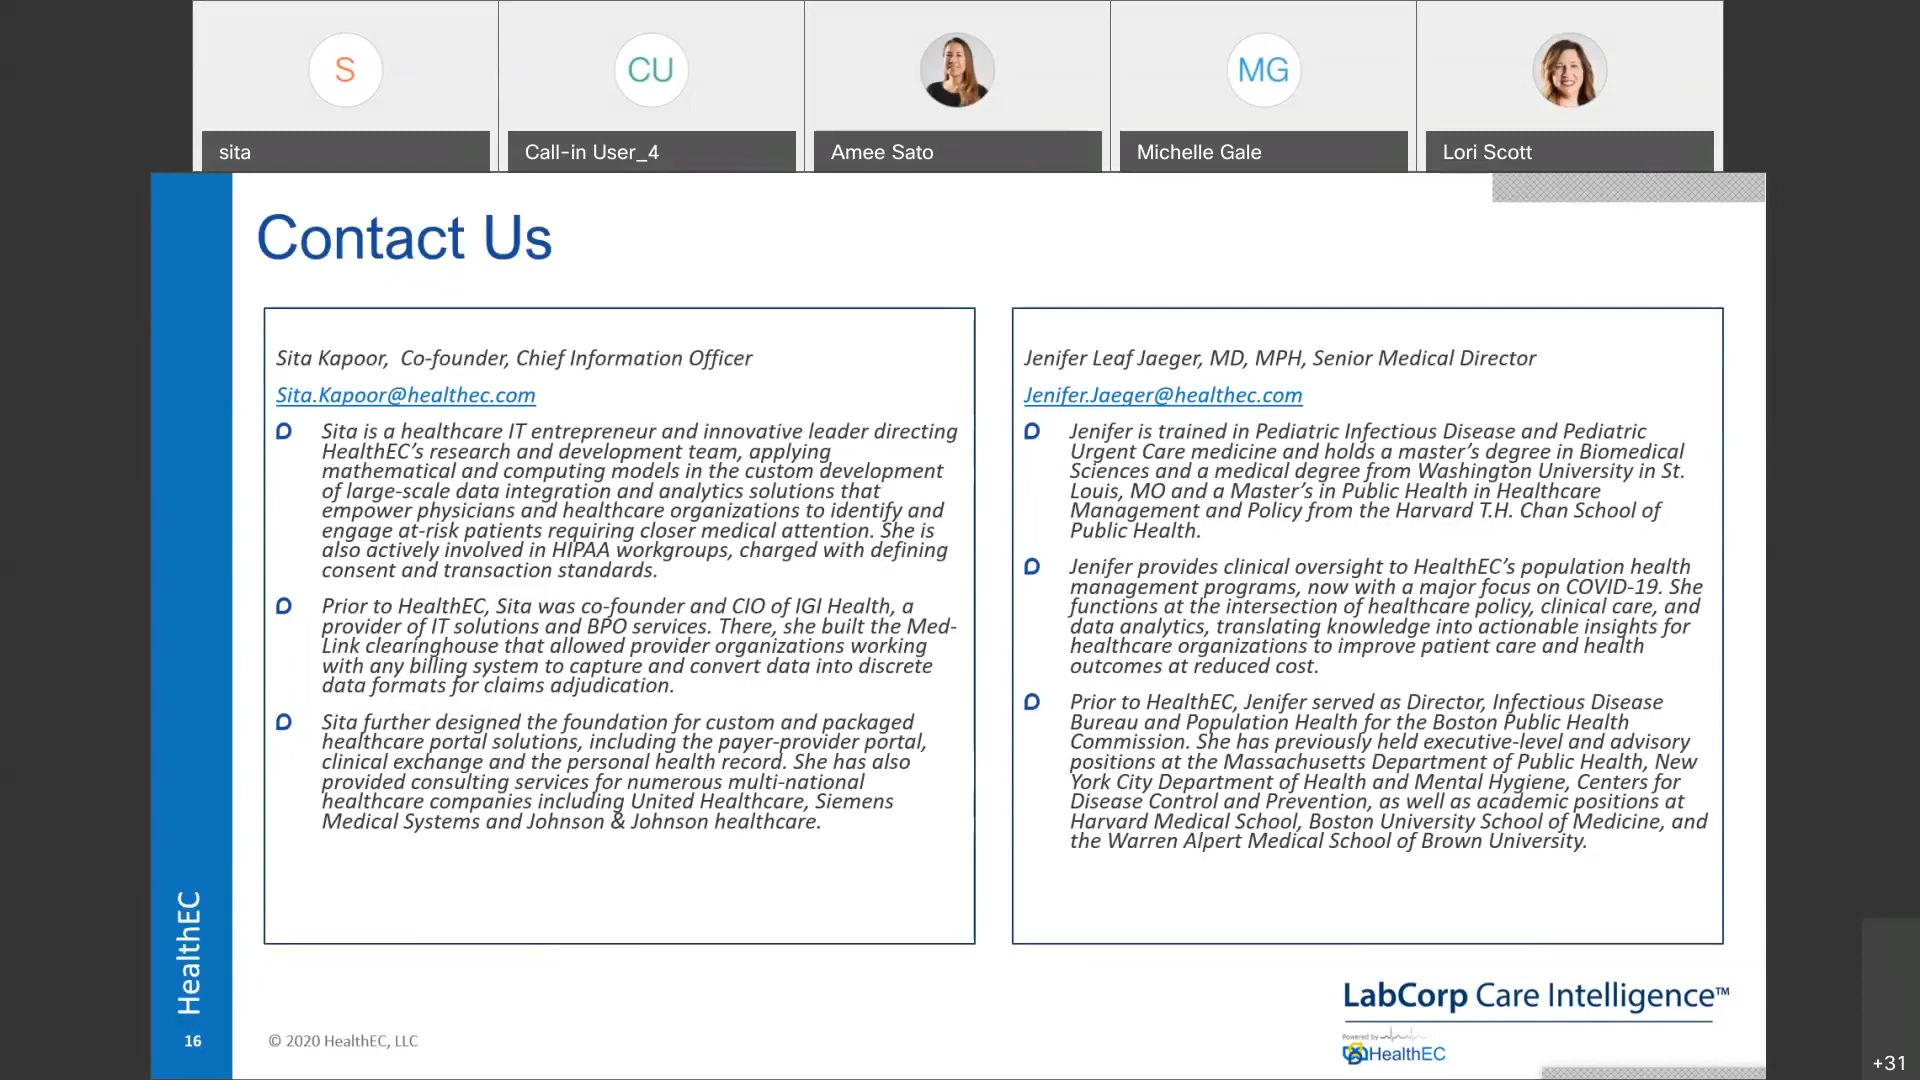 S
CU
MG
sita
Call-in User_4
Amee Sato
Michelle Gale
Lori Scott
Contact Us
Sita Kapoor,  Co-founder, Chief Information Officer
Sita.Kapoor@healthec.com
Sita is a healthcare IT entrepreneur and innovative leader directing
HealthEC’s research and development team, applying
mathematical and computing models in the custom development
of large-scale data integration and analytics solutions that
empower physicians and healthcare organizations to identify and
engage at-risk patients requiring closer medical attention. She is
also actively involved in HIPAA workgroups, charged with defining
consent and transaction standards.
Prior to HealthEC, Sita was co-founder and CIO of IGI Health, a
provider of IT solutions and BPO services. There, she built the Med-
Link clearinghouse that allowed provider organizations working
with any billing system to capture and convert data into discrete
data formats for claims adjudication.
Sita further designed the foundation for custom and packaged
healthcare portal solutions, including the payer-provider portal,
clinical exchange and the personal health record. She has also
provided consulting services for numerous multi-national
healthcare companies including United Healthcare, Siemens
Medical Systems and Johnson & Johnson healthcare.
Jenifer Leaf Jaeger, MD, MPH, Senior Medical Director
Jenifer.Jaeger@healthec.com
Jenifer is trained in Pediatric Infectious Disease and Pediatric
Urgent Care medicine and holds a master’s degree in Biomedical
Sciences and a medical degree from Washington University in St.
Louis, MO and a Master’s in Public Health in Healthcare
Management and Policy from the Harvard T.H. Chan School of
Public Health.
Jenifer provides clinical oversight to HealthEC’s population health
management programs, now with a major focus on COVID-19. She
functions at the intersection of healthcare policy, clinical care, and
data analytics, translating knowledge into actionable insights for
healthcare organizations to improve patient care and health
outcomes at reduced cost.
Prior to HealthEC, Jenifer served as Director, Infectious Disease
Bureau and Population Health for the Boston Public Health
Commission. She has previously held executive-level and advisory
positions at the Massachusetts Department of Public Health, New
York City Department of Health and Mental Hygiene, Centers for
Disease Control and Prevention, as well as academic positions at
Harvard Medical School, Boston University School of Medicine, and
the Warren Alpert Medical School of Brown University.
HealthEC
16
© 2020 HealthEC, LLC
LabCorp Care Intelligence™
Powered by
HealthEC
+31